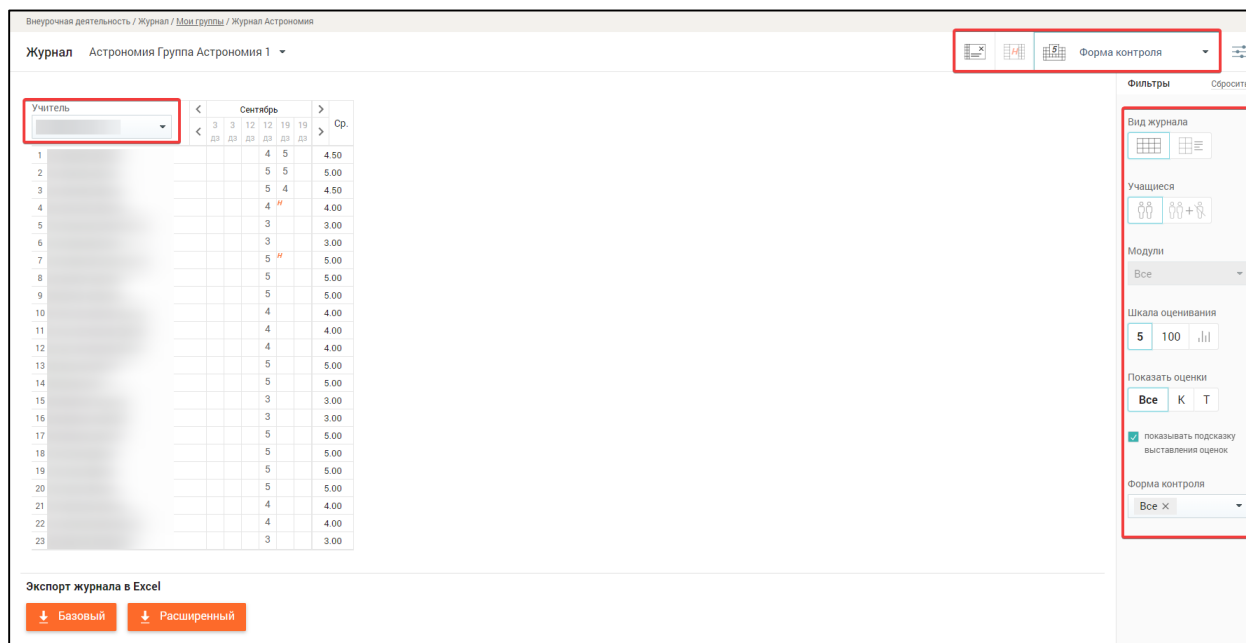 Внеурочная деятельность / Журнал / Мои группы / Журнал Астрономия
Журнал Астрономия Группа Астрономия 1
Н 5 Форма контроля
Фильтры Сбросить
Учитель
Сентябрь Ср.
3 3 12 12 19 19
дз дз дз дз дз дз
1 4 5 4.50
2 5 5 5.00
3 5 4 4.50
4 4 Н 4.00
5 3 3.00
6 3 3.00
7 5 Н 5.00
8 5 5.00
9 5 5.00
10 4 4.00
11 4 4.00
12 4 4.00
13 5 5.00
14 5 5.00
15 3 3.00
16 3 3.00
17 5 5.00
18 5 5.00
19 5 5.00
20 5 5.00
21 4 4.00
22 4 4.00
23 3 3.00
Вид журнала
Учащиеся
Модули
Все
Шкала оценивания
5 100
Показать оценки
Все К Т
показывать подсказку
выставления оценок
Форма контроля
Все ×
Экспорт журнала в Excel
Базовый Расширенный